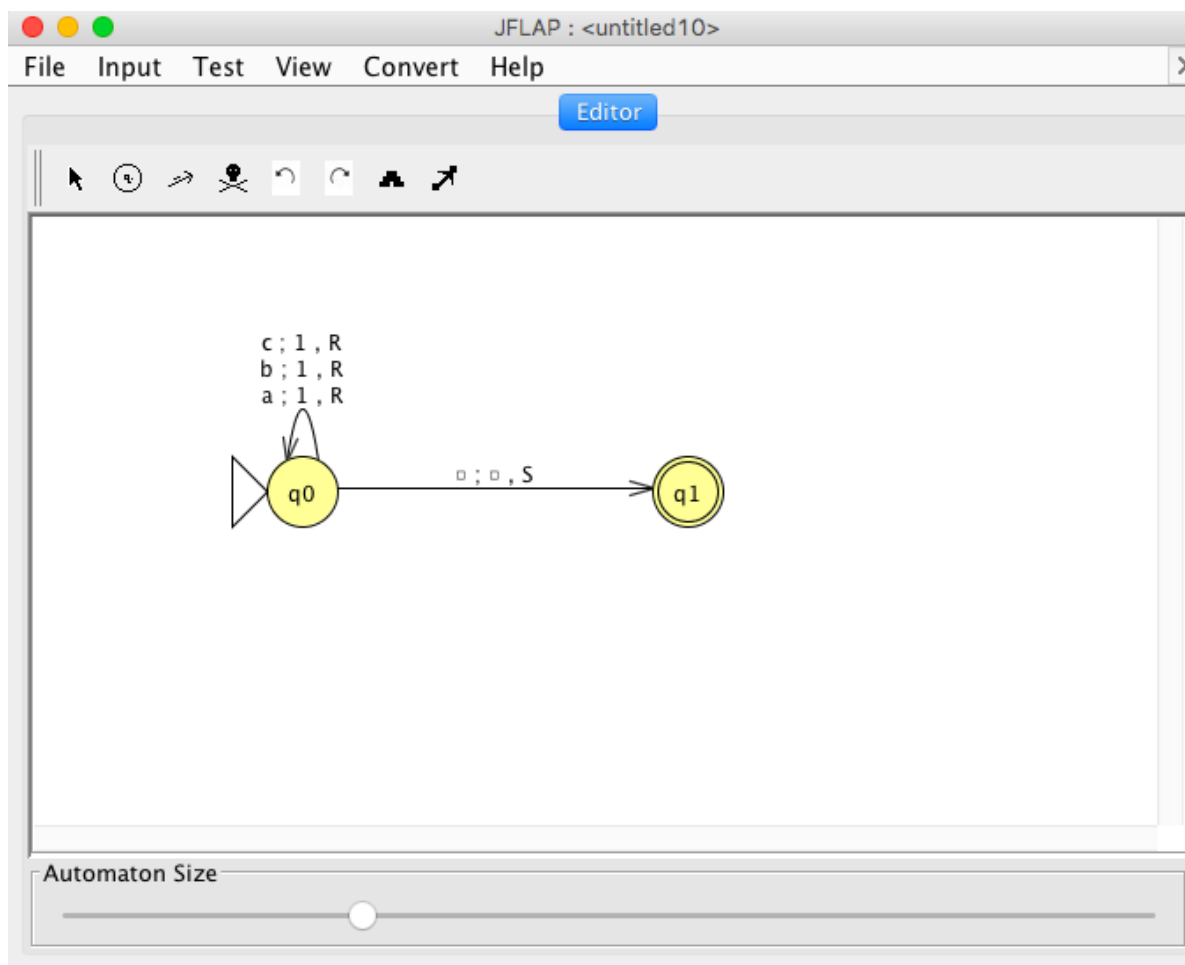 JFLAP : <untitled10>
File Input Test View Convert Help
Editor
c ; 1 , R
b ; 1 , R
a ; 1 , R
□ ; □ , S
q0
q1
Automaton Size